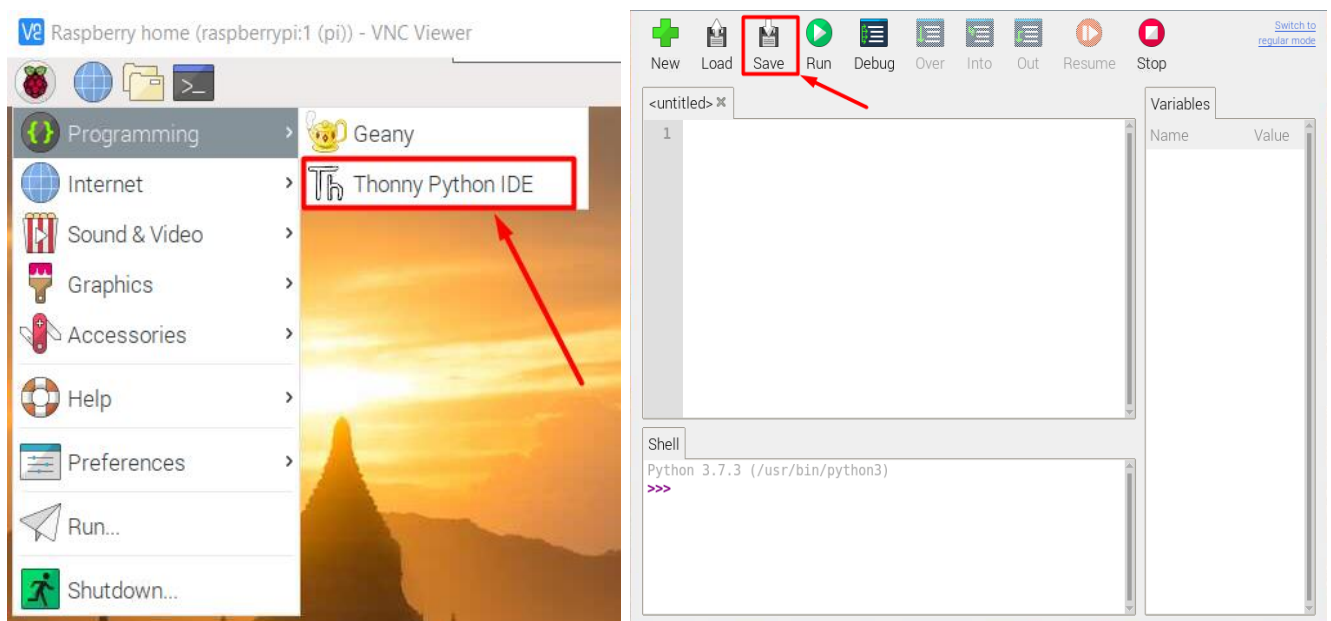 V2 Raspberry home (raspberrypi:1 (pi)) - VNC Viewer
>_
Programming
Internet
Sound & Video
Graphics
Accessories
Help
Preferences
Run...
Shutdown...
Geany
Th Thonny Python IDE
New Load Save Run Debug Over Into Out Resume Stop
Switch to
regular mode
<untitled>
1
Variables
Name Value
Shell
Python 3.7.3 (/usr/bin/python3)
>>>